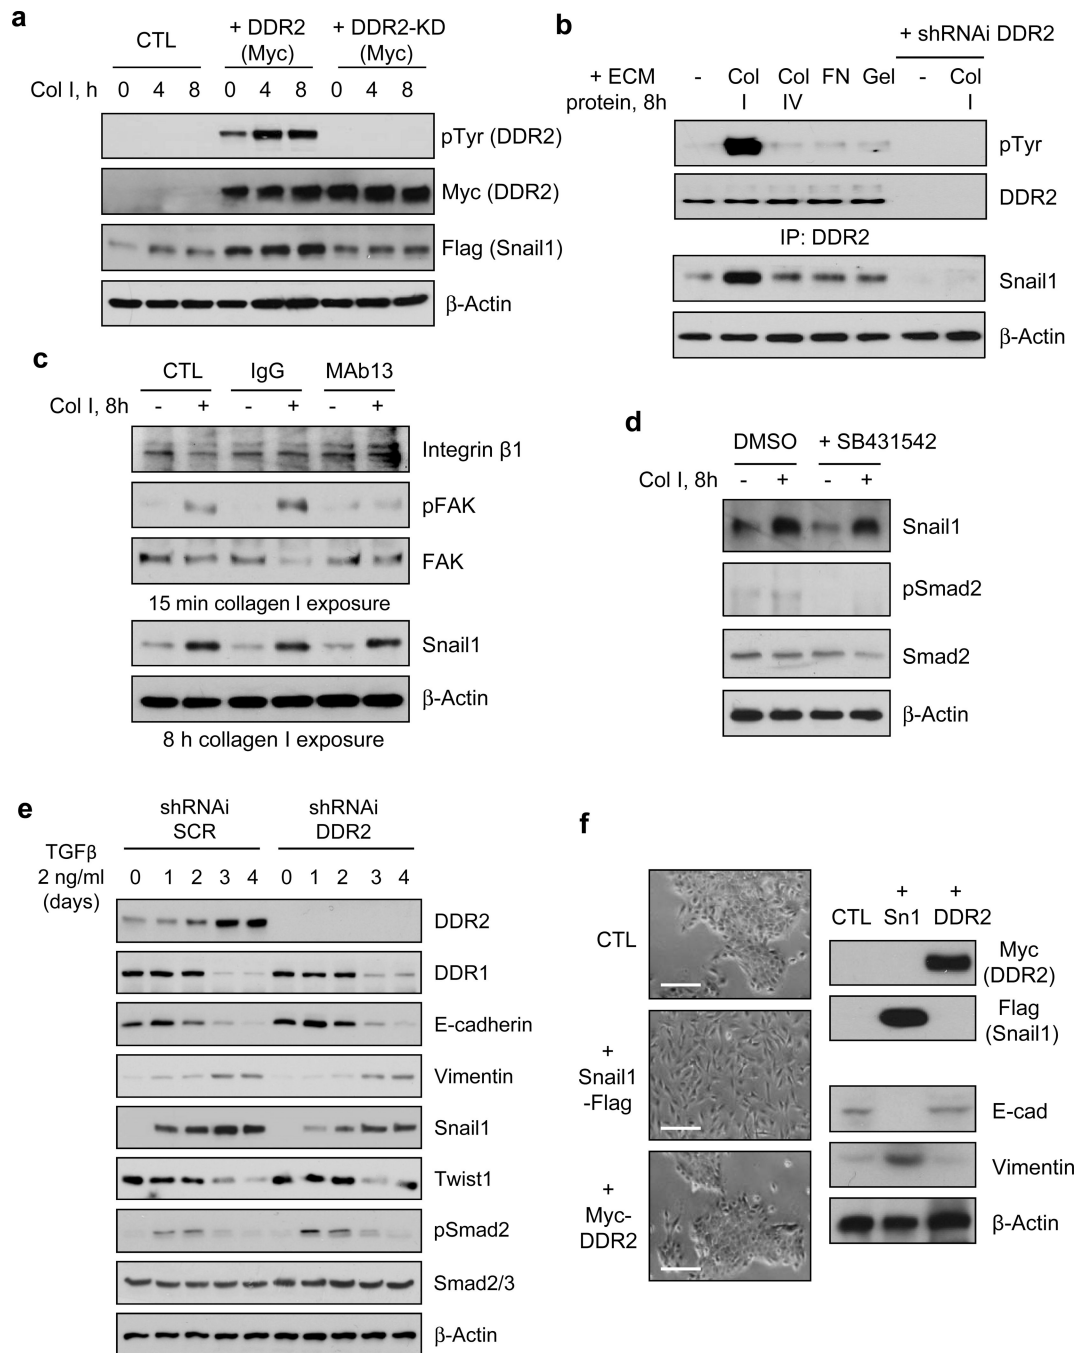 a
CTL
+ DDR2
(Myc)
+ DDR2-KD
(Myc)
Col I, h
0 4 8 0 4 8 0 4 8
pTyr (DDR2)
Myc (DDR2)
Flag (Snail1)
β-Actin
b
+ shRNAi DDR2
+ ECM
protein, 8h
- Col I Col IV FN Gel - Col I
pTyr
DDR2
IP: DDR2
Snail1
β-Actin
c
CTL IgG MAb13
Col I, 8h
- + - + - +
Integrin β1
pFAK
FAK
15 min collagen I exposure
Snail1
β-Actin
8 h collagen I exposure
d
DMSO + SB431542
Col I, 8h
- + - +
Snail1
pSmad2
Smad2
β-Actin
e
shRNAi
SCR
shRNAi
DDR2
TGFβ
2 ng/ml
(days)
0 1 2 3 4 0 1 2 3 4
DDR2
DDR1
E-cadherin
Vimentin
Snail1
Twist1
pSmad2
Smad2/3
β-Actin
f
CTL
+
Snail1
-Flag
+
Myc-
DDR2
+ +
CTL Sn1 DDR2
Myc
(DDR2)
Flag
(Snail1)
E-cad
Vimentin
β-Actin